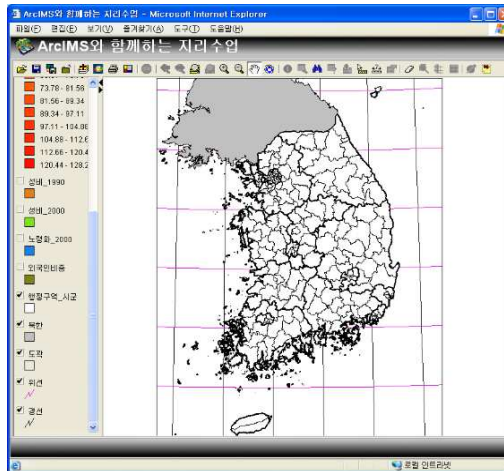 ArcIMS와 함께하는 지리수업 - Microsoft Internet Explorer
파일(F) 편집(E) 보기(V) 즐겨찾기(A) 도구(T) 도움말(H)
ArcIMS와 함께하는 지리수업
73.78 - 81.56
81.56 - 89.34
89.34 - 97.11
97.11 - 104.88
104.88 - 112.6
112.66 - 120.4
120.44 - 128.2
성비_1990
성비_2000
노령화_2000
외국인비중
행정구역_시군
북한
도곽
위선
경선
로컬 인트라넷